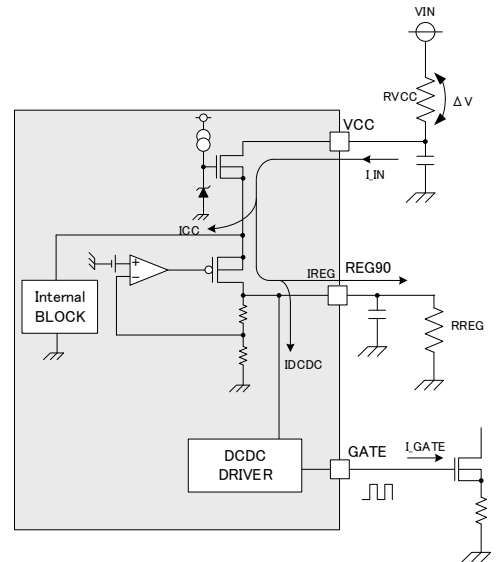 VIN
RVCC
ΔV
VCC
I_IN
ICC
IREG
REG90
Internal
BLOCK
RREG
IDCDC
DCDC
DRIVER
GATE
I_GATE
+
−